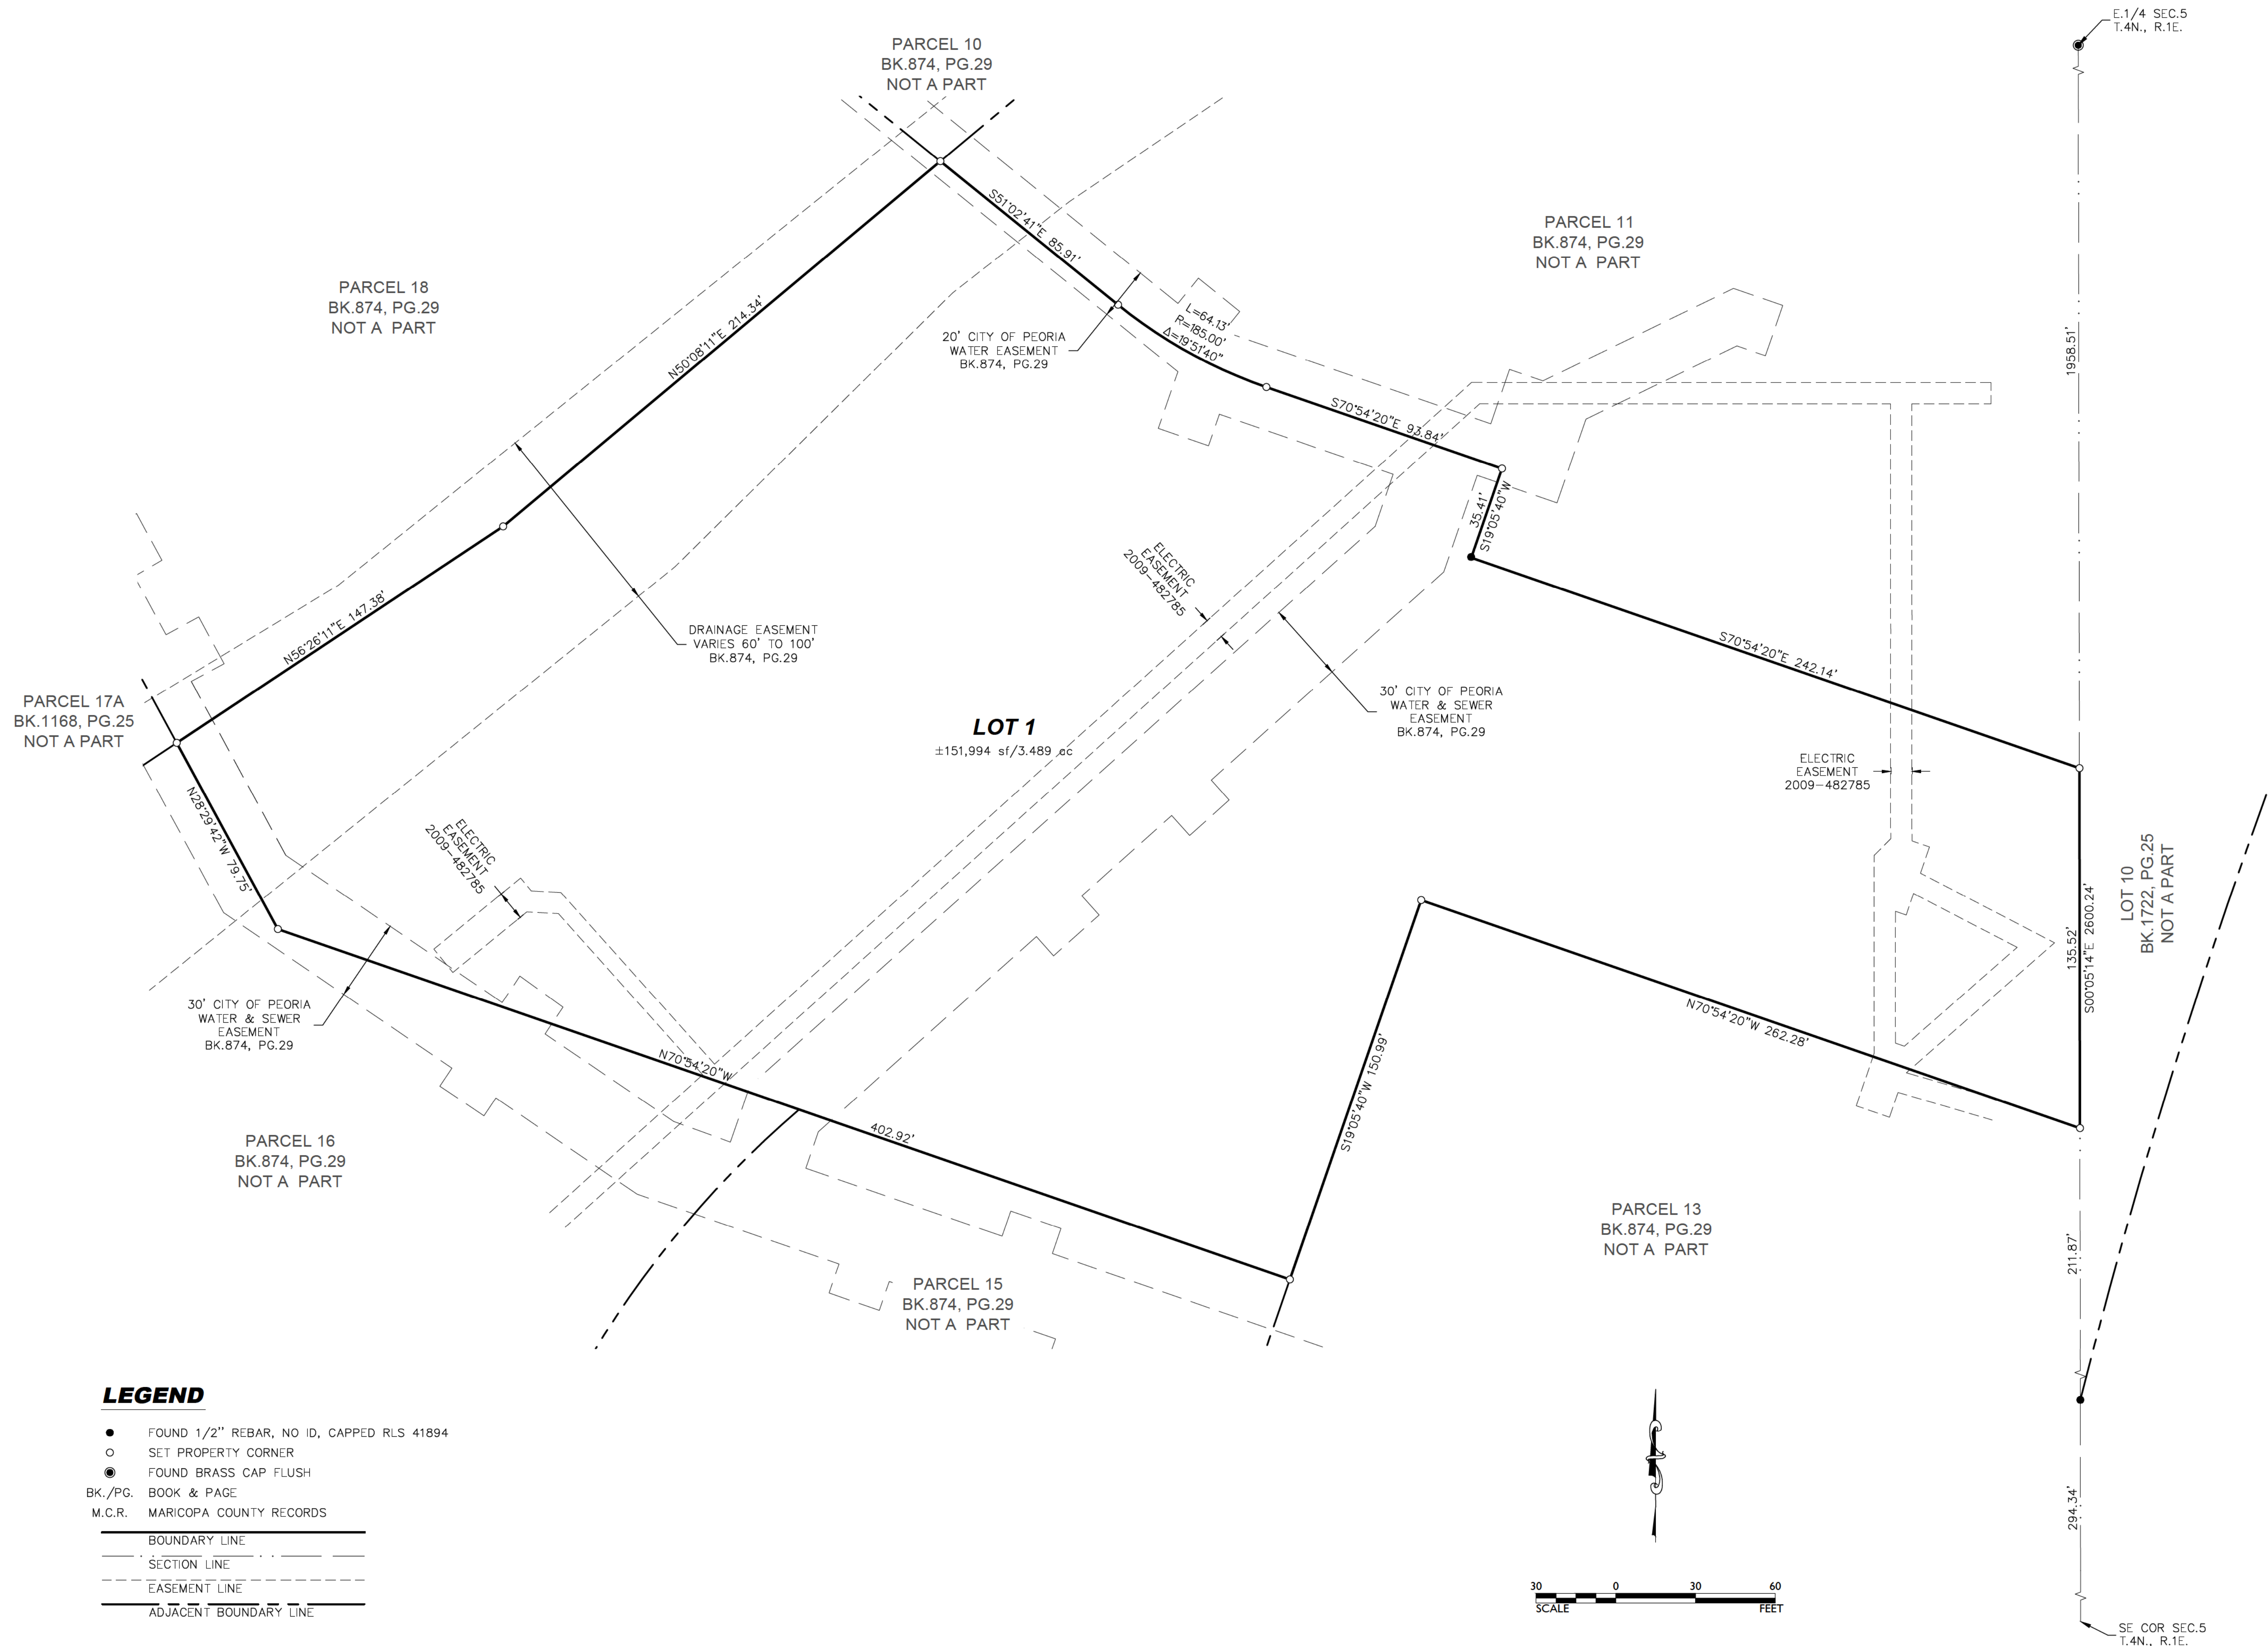 E.1/4 SEC.5
T.4N., R.1E.
PARCEL 10
BK.874, PG.29
NOT A PART
PARCEL 11
BK.874, PG.29
NOT A  PART
S51°02'41"E 85.91'
PARCEL 18
BK.874, PG.29
NOT A  PART
N50°08'11"E 214.34'
20' CITY OF PEORIA
WATER EASEMENT
BK.874, PG.29
L=64.13'
R=185.00'
Δ=19°51'40"
1958.51'
S70°54'20"E 93.84'
35.41'
S19°05'40"W
ELECTRIC
EASEMENT
2009-482785
N56°26'11"E 147.38'
DRAINAGE EASEMENT
VARIES 60' TO 100'
BK.874, PG.29
S70°54'20"E 242.14'
PARCEL 17A
BK.1168, PG.25
NOT A PART
30' CITY OF PEORIA
WATER & SEWER
EASEMENT
BK.874, PG.29
LOT 1
±151,994 sf/3.489 ac
ELECTRIC
EASEMENT
2009-482785
N28°29'42"W 79.75'
ELECTRIC
EASEMENT
2009-482785
LOT 10
BK.1722, PG.25
NOT A PART
135.52'
S00°05'14"E 2600.24'
30' CITY OF PEORIA
WATER & SEWER
EASEMENT
BK.874, PG.29
N70°54'20"W 262.28'
N70°54'20"W
402.92'
S19°05'40"W 150.99'
PARCEL 16
BK.874, PG.29
NOT A  PART
PARCEL 13
BK.874, PG.29
NOT A  PART
211.87'
PARCEL 15
BK.874, PG.29
NOT A  PART
LEGEND
FOUND 1/2" REBAR, NO ID, CAPPED RLS 41894
SET PROPERTY CORNER
FOUND BRASS CAP FLUSH
BK./PG. BOOK & PAGE
M.C.R. MARICOPA COUNTY RECORDS
BOUNDARY LINE
SECTION LINE
EASEMENT LINE
ADJACENT BOUNDARY LINE
294.34'
30 0 30 60
SCALE FEET
SE COR SEC.5
T.4N., R.1E.